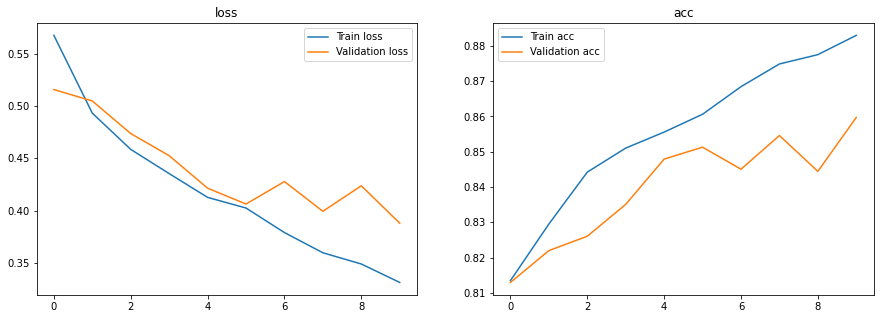 loss
Train loss
Validation loss
0.55
0.50
0.45
0.40
0.35
0 2 4 6 8
acc
Train acc
Validation acc
0.88
0.87
0.86
0.85
0.84
0.83
0.82
0.81
0 2 4 6 8